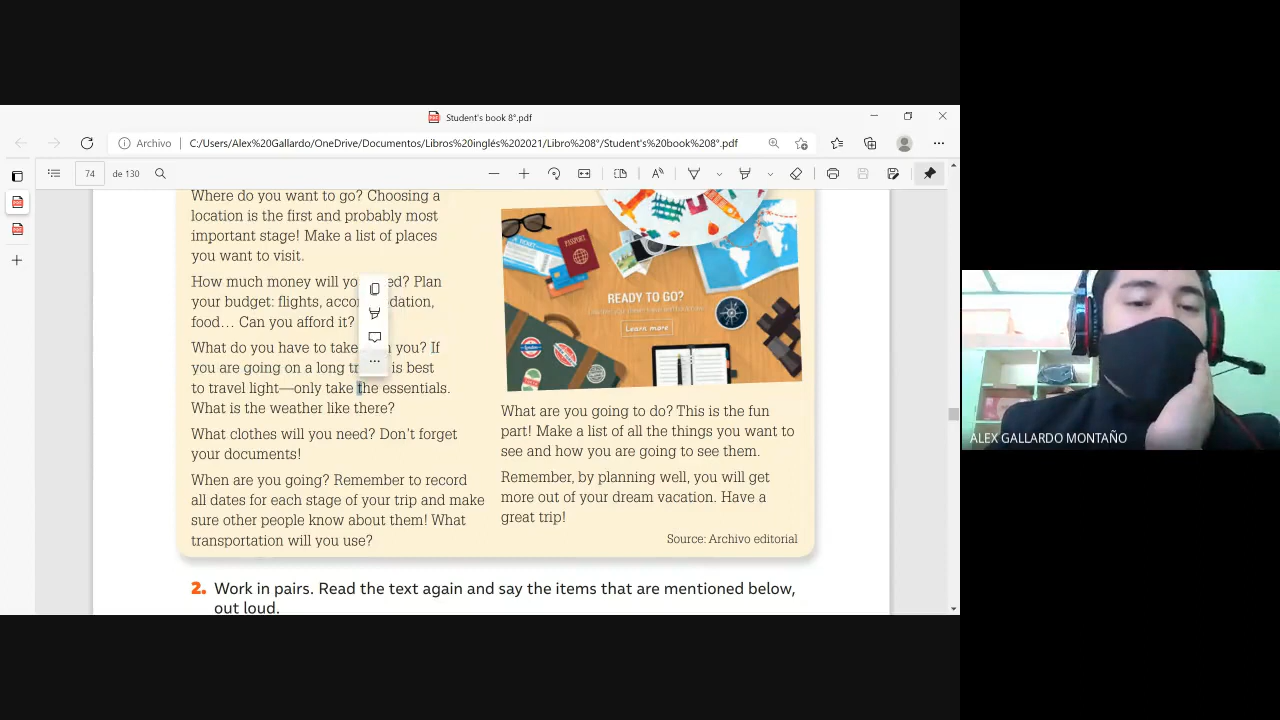 Student's book 8°.pdf
Archivo
C:/Users/Alex%20Gallardo/OneDrive/Documentos/Libros%20inglés%202021/Libro%208°/Student's%20book%208°.pdf
74 de 130
Where do you want to go? Choosing a
location is the first and probably most
important stage! Make a list of places
you want to visit.
How much money will yo ed? Plan
your budget: flights, acco dation,
food… Can you afford it?
What do you have to take you? If
you are going on a long tr is best
to travel light—only take the essentials.
What is the weather like there?
What clothes will you need? Don't forget
your documents!
When are you going? Remember to record
all dates for each stage of your trip and make
sure other people know about them! What
transportation will you use?
TICKET
PASSPORT
READY TO GO?
Learn more
London
What are you going to do? This is the fun
part! Make a list of all the things you want to
see and how you are going to see them.
Remember, by planning well, you will get
more out of your dream vacation. Have a
great trip!
Source: Archivo editorial
2. Work in pairs. Read the text again and say the items that are mentioned below,
out loud.
ALEX GALLARDO MONTAÑO